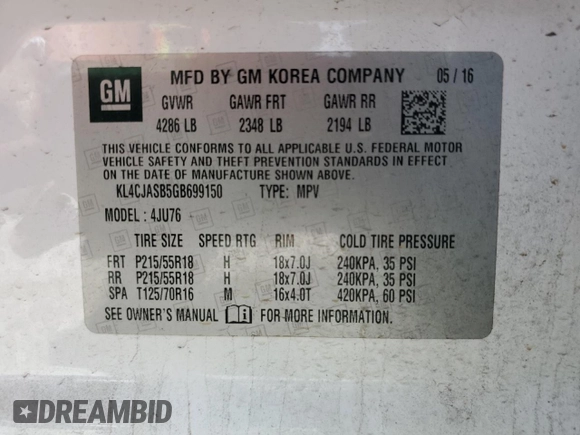 GM
MFD BY GM KOREA COMPANY 05 / 16
GVWR GAWR FRT GAWR RR
4286 LB 2348 LB 2194 LB
THIS VEHICLE CONFORMS TO ALL APPLICABLE U.S. FEDERAL MOTOR
VEHICLE SAFETY AND THEFT PREVENTION STANDARDS IN EFFECT
ON THE DATE OF MANUFACTURE SHOWN ABOVE.
KL4CJASB5GB699150 TYPE: MPV
MODEL : 4JU76
TIRE SIZE SPEED RTG RIM COLD TIRE PRESSURE
FRT P215/55R18 H 18x7.0J 240KPA, 35 PSI
RR P215/55R18 H 18x7.0J 240KPA, 35 PSI
SPA T125/70R16 M 16x4.0T 420KPA, 60 PSI
SEE OWNER'S MANUAL FOR MORE INFORMATION.
DREAMBID